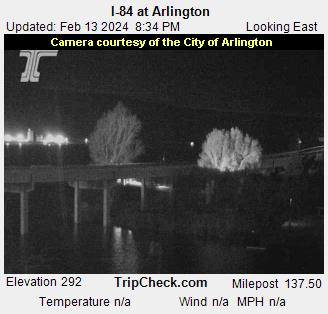 I-84 at Arlington
Updated: Feb 13 2024 8:34 PM Looking East
Camera courtesy of the City of Arlington
Elevation 292 TripCheck.com Milepost 137.50
Temperature n/a Wind n/a MPH n/a